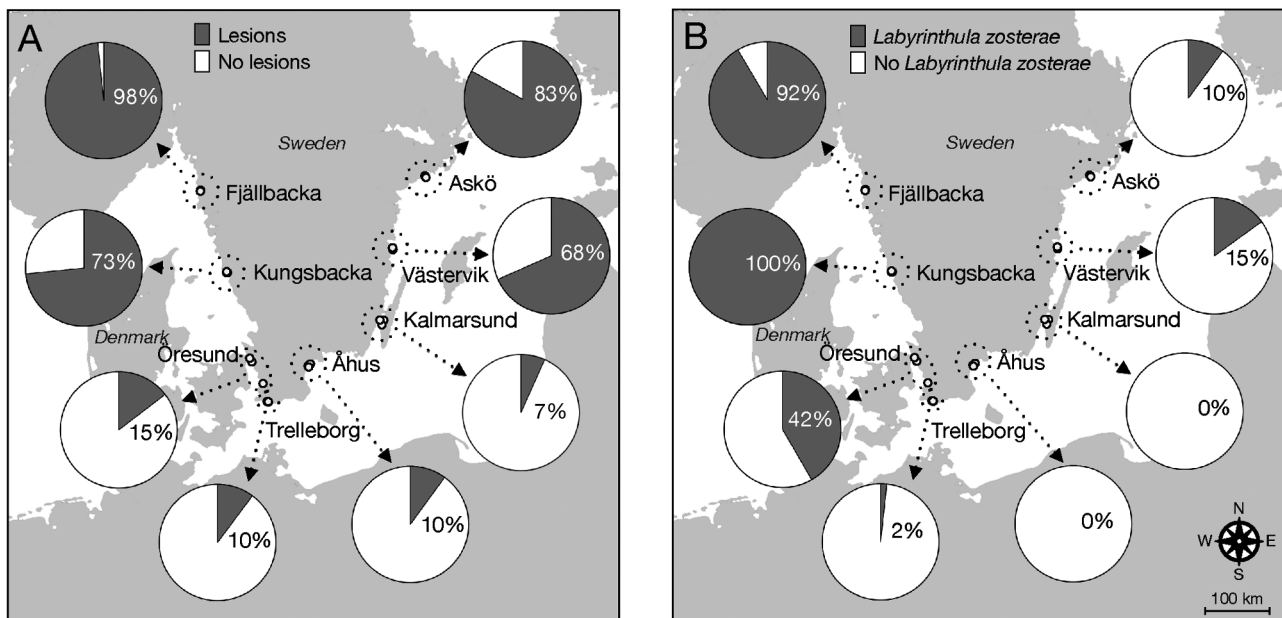 A
Lesions
No lesions
98%
83%
Sweden
Fjällbacka
Askö
73%
Kungsbacka
Västervik
68%
Denmark
Kalmarsund
Öresund
Åhus
15%
7%
Trelleborg
10%
10%
B
Labyrinthula zosterae
No Labyrinthula zosterae
92%
10%
Sweden
Fjällbacka
Askö
100%
Kungsbacka
Västervik
15%
Denmark
Kalmarsund
Öresund
Åhus
42%
0%
Trelleborg
2%
0%
N
W E
S
100 km